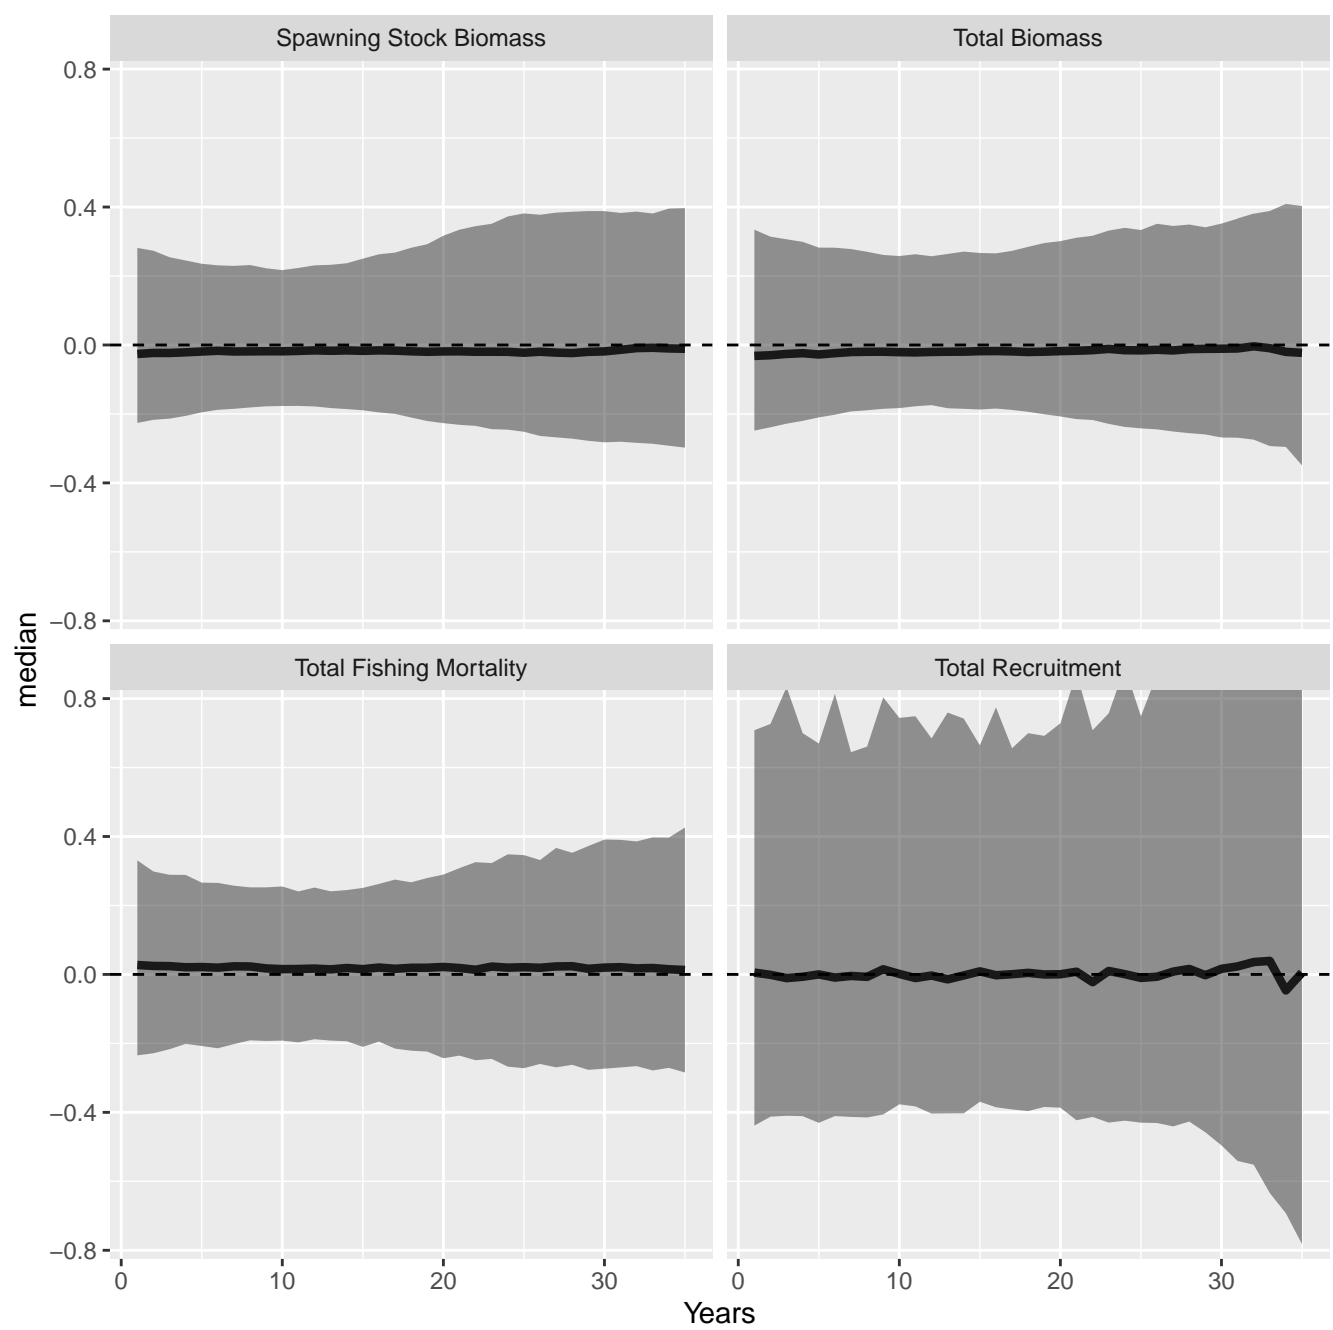 Spawning Stock Biomass
Total Biomass
0.8
0.4
0.0
−0.4
−0.8
median
Total Fishing Mortality
Total Recruitment
0.8
0.4
0.0
−0.4
−0.8
0 10 20 30
0 10 20 30
Years